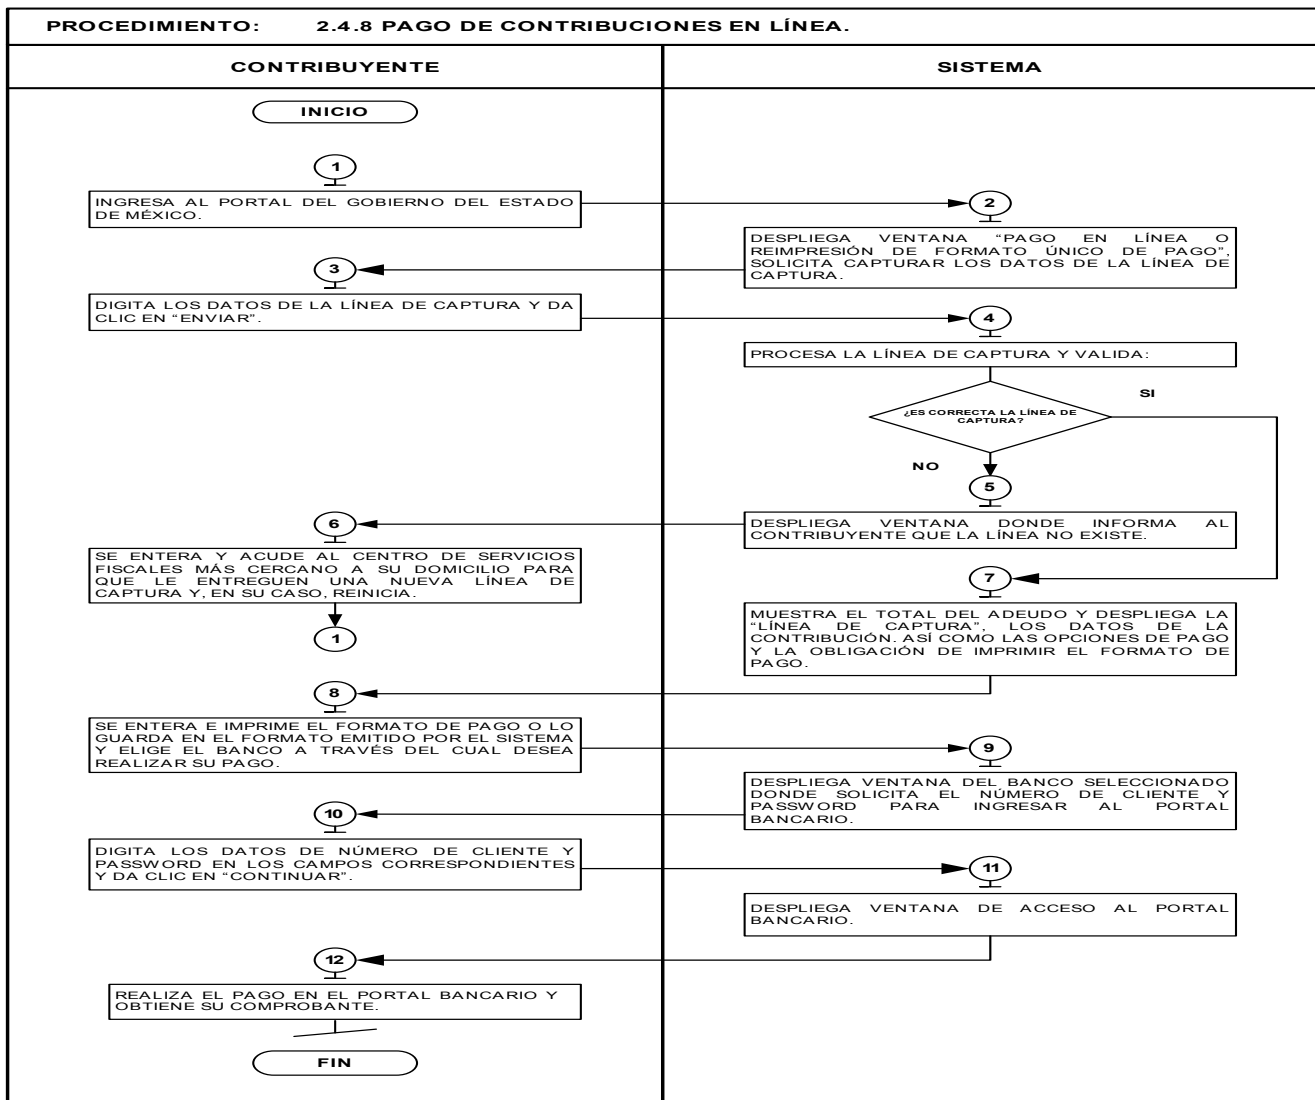 PROCEDIMIENTO: 2.4.8 PAGO DE CONTRIBUCIONES EN LÍNEA.
CONTRIBUYENTE
SISTEMA
INICIO
1
INGRESA AL PORTAL DEL GOBIERNO DEL ESTADO
DE MÉXICO.
2
DESPLIEGA VENTANA “PAGO EN LÍNEA O
REIMPRESIÓN DE FORMATO ÚNICO DE PAGO”,
SOLICITA CAPTURAR LOS DATOS DE LA LÍNEA DE
CAPTURA.
3
DIGITA LOS DATOS DE LA LÍNEA DE CAPTURA Y DA
CLIC EN “ENVIAR”.
4
PROCESA LA LÍNEA DE CAPTURA Y VALIDA:
¿ES CORRECTA LA LÍNEA DE
CAPTURA?
SI
NO
5
DESPLIEGA VENTANA DONDE INFORMA AL
CONTRIBUYENTE QUE LA LÍNEA NO EXISTE.
6
SE ENTERA Y ACUDE AL CENTRO DE SERVICIOS
FISCALES MÁS CERCANO A SU DOMICILIO PARA
QUE LE ENTREGUEN UNA NUEVA LÍNEA DE
CAPTURA Y, EN SU CASO, REINICIA.
1
7
MUESTRA EL TOTAL DEL ADEUDO Y DESPLIEGA LA
“LÍNEA DE CAPTURA”, LOS DATOS DE LA
CONTRIBUCIÓN. ASÍ COMO LAS OPCIONES DE PAGO
Y LA OBLIGACIÓN DE IMPRIMIR EL FORMATO DE
PAGO.
8
SE ENTERA E IMPRIME EL FORMATO DE PAGO O LO
GUARDA EN EL FORMATO EMITIDO POR EL SISTEMA
Y ELIGE EL BANCO A TRAVÉS DEL CUAL DESEA
REALIZAR SU PAGO.
9
DESPLIEGA VENTANA DEL BANCO SELECCIONADO
DONDE SOLICITA EL NÚMERO DE CLIENTE Y
PASSWORD PARA INGRESAR AL PORTAL
BANCARIO.
10
DIGITA LOS DATOS DE NÚMERO DE CLIENTE Y
PASSWORD EN LOS CAMPOS CORRESPONDIENTES
Y DA CLIC EN “CONTINUAR”.
11
DESPLIEGA VENTANA DE ACCESO AL PORTAL
BANCARIO.
12
REALIZA EL PAGO EN EL PORTAL BANCARIO Y
OBTIENE SU COMPROBANTE.
FIN